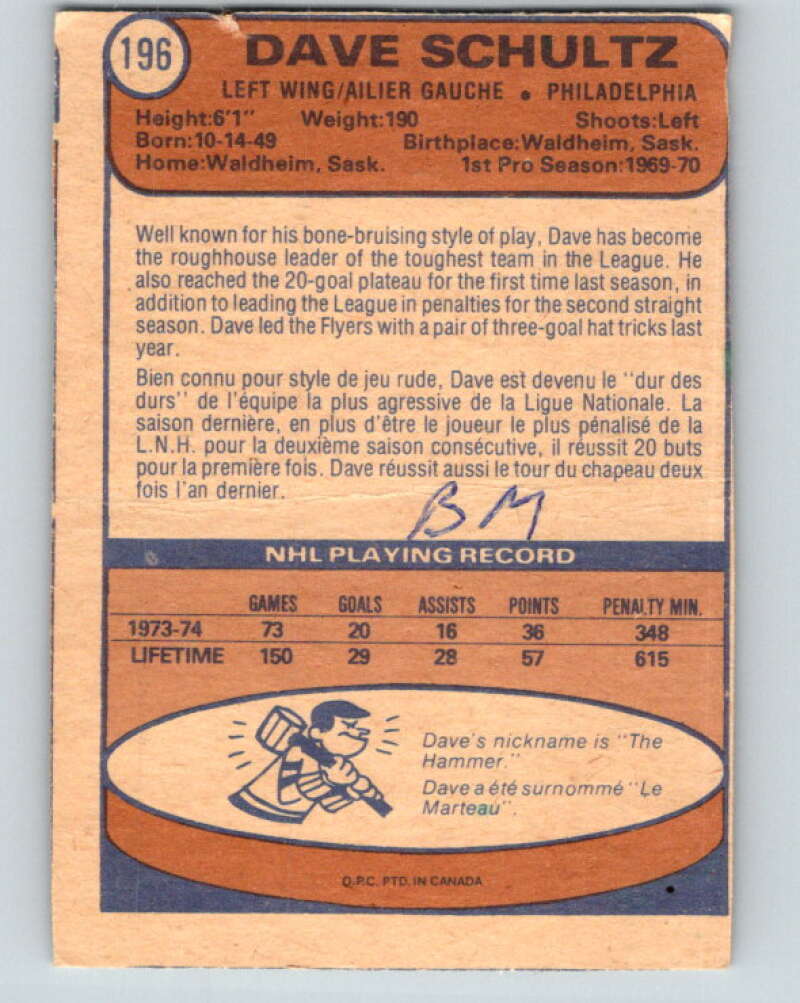 196
DAVE SCHULTZ
LEFT WING/AILIER GAUCHE • PHILADELPHIA
Height:6'1" Weight:190 Shoots:Left
Born:10-14-49 Birthplace:Waldheim, Sask.
Home:Waldheim, Sask. 1st Pro Season:1969-70
Well known for his bone-bruising style of play, Dave has become
the roughhouse leader of the toughest team in the League. He
also reached the 20-goal plateau for the first time last season, in
addition to leading the League in penalties for the second straight
season. Dave led the Flyers with a pair of three-goal hat tricks last
year.
Bien connu pour style de jeu rude, Dave est devenu le "dur des
durs" de l'équipe la plus agressive de la Ligue Nationale. La
saison dernière, en plus d'être le joueur le plus pénalisé de la
L.N.H. pour la deuxième saison consécutive, il réussit 20 buts
pour la première fois. Dave réussit aussi le tour du chapeau deux
fois l'an dernier.
BM
NHL PLAYING RECORD
GAMES GOALS ASSISTS POINTS PENALTY MIN.
1973-74 73 20 16 36 348
LIFETIME 150 29 28 57 615
Dave's nickname is "The
Hammer."
Dave a été surnommé "Le
Marteau".
O.P.C. PTD. IN CANADA